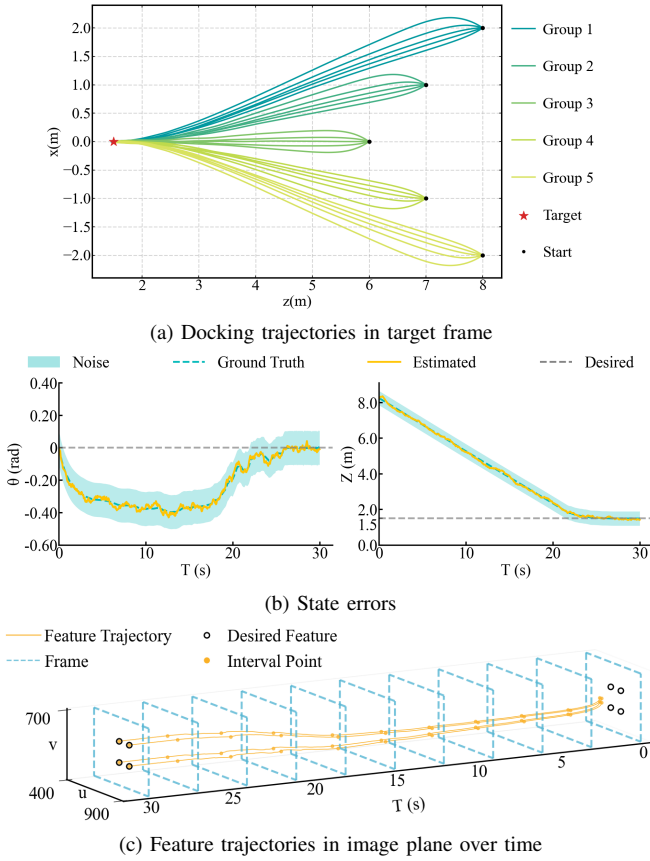 2.0
1.5
1.0
0.5
0.0
−0.5
−1.0
−1.5
−2.0
x(m)
2 3 4 5 6 7 8
z(m)
Group 1
Group 2
Group 3
Group 4
Group 5
Target
Start
(a) Docking trajectories in target frame
Noise Ground Truth Estimated Desired
0.40
0.20
0
-0.20
-0.40
-0.60
θ (rad)
0 10 20 30
T (s)
8.0
6.0
4.0
2.0
1.5
0.0
Z (m)
0 10 20 30
T (s)
(b) State errors
Feature Trajectory Desired Feature
Frame Interval Point
700
v
400
u
900
30 25 20 15 10 5 0
T (s)
(c) Feature trajectories in image plane over time